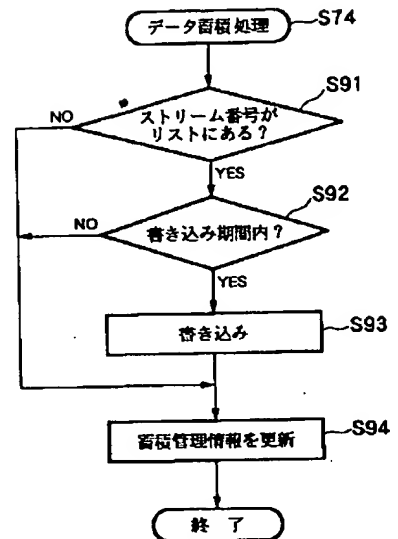 データ蓄積処理
S74
S91
ストリーム番号が
リストにある?
NO
YES
S92
書き込み期間内?
NO
YES
書き込み
S93
蓄積管理情報を更新
S94
終 了